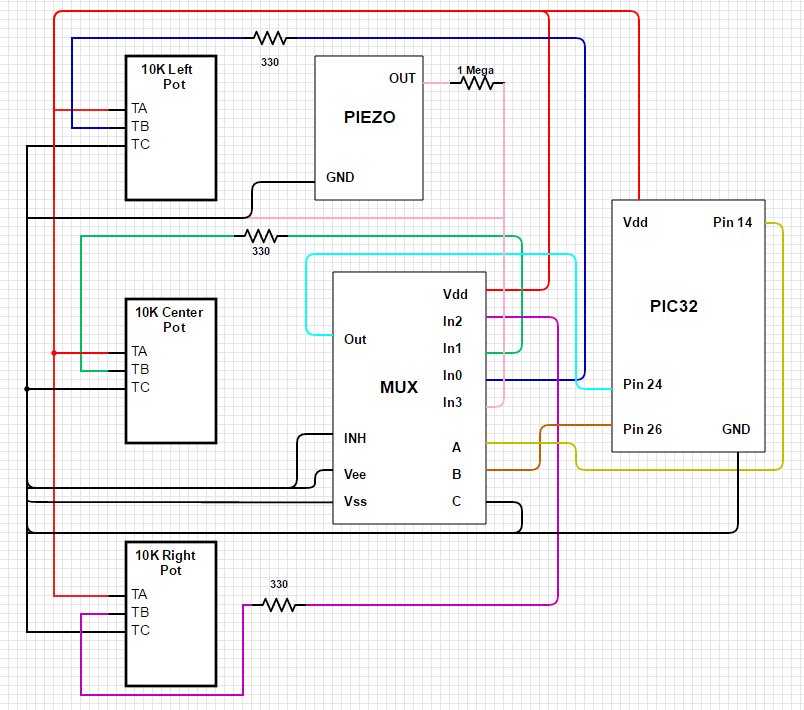 330
10K Left
Pot
TA
TB
TC
OUT
PIEZO
GND
1 Mega
330
10K Center
Pot
TA
TB
TC
Vdd
In2
In1
In0
In3
Out
MUX
INH
Vee
Vss
A
B
C
Vdd
Pin 14
PIC32
Pin 24
Pin 26
GND
10K Right
Pot
TA
TB
TC
330